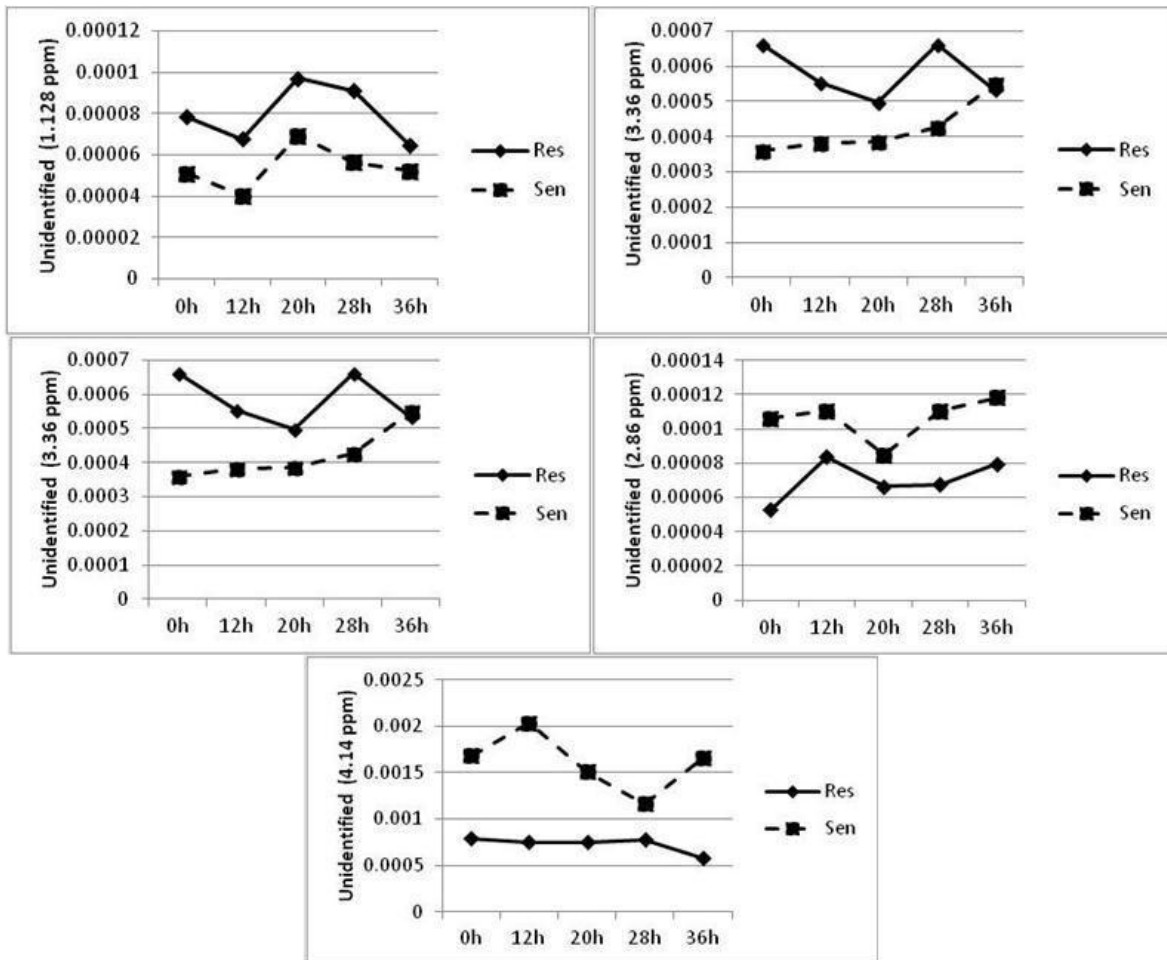 Unidentified (1.128 ppm)
0.00012
0.0001
0.00008
0.00006
0.00004
0.00002
0
0h 12h 20h 28h 36h
Res
Sen
Unidentified (3.36 ppm)
0.0007
0.0006
0.0005
0.0004
0.0003
0.0002
0.0001
0
0h 12h 20h 28h 36h
Res
Sen
Unidentified (3.36 ppm)
0.0007
0.0006
0.0005
0.0004
0.0003
0.0002
0.0001
0
0h 12h 20h 28h 36h
Res
Sen
Unidentified (2.86 ppm)
0.00014
0.00012
0.0001
0.00008
0.00006
0.00004
0.00002
0
0h 12h 20h 28h 36h
Res
Sen
Unidentified (4.14 ppm)
0.0025
0.002
0.0015
0.001
0.0005
0
0h 12h 20h 28h 36h
Res
Sen